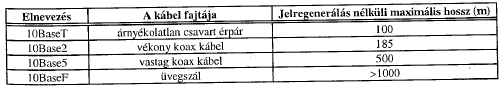 Elnevezés A kábel fajtája Jelregenerálás nélküli maximális hossz (m)
10BaseT árnyékolatlan csavart érpár 100
10Base2 vékony koax kábel 185
10Base5 vastag koax kábel 500
10BaseF üvegszál >1000